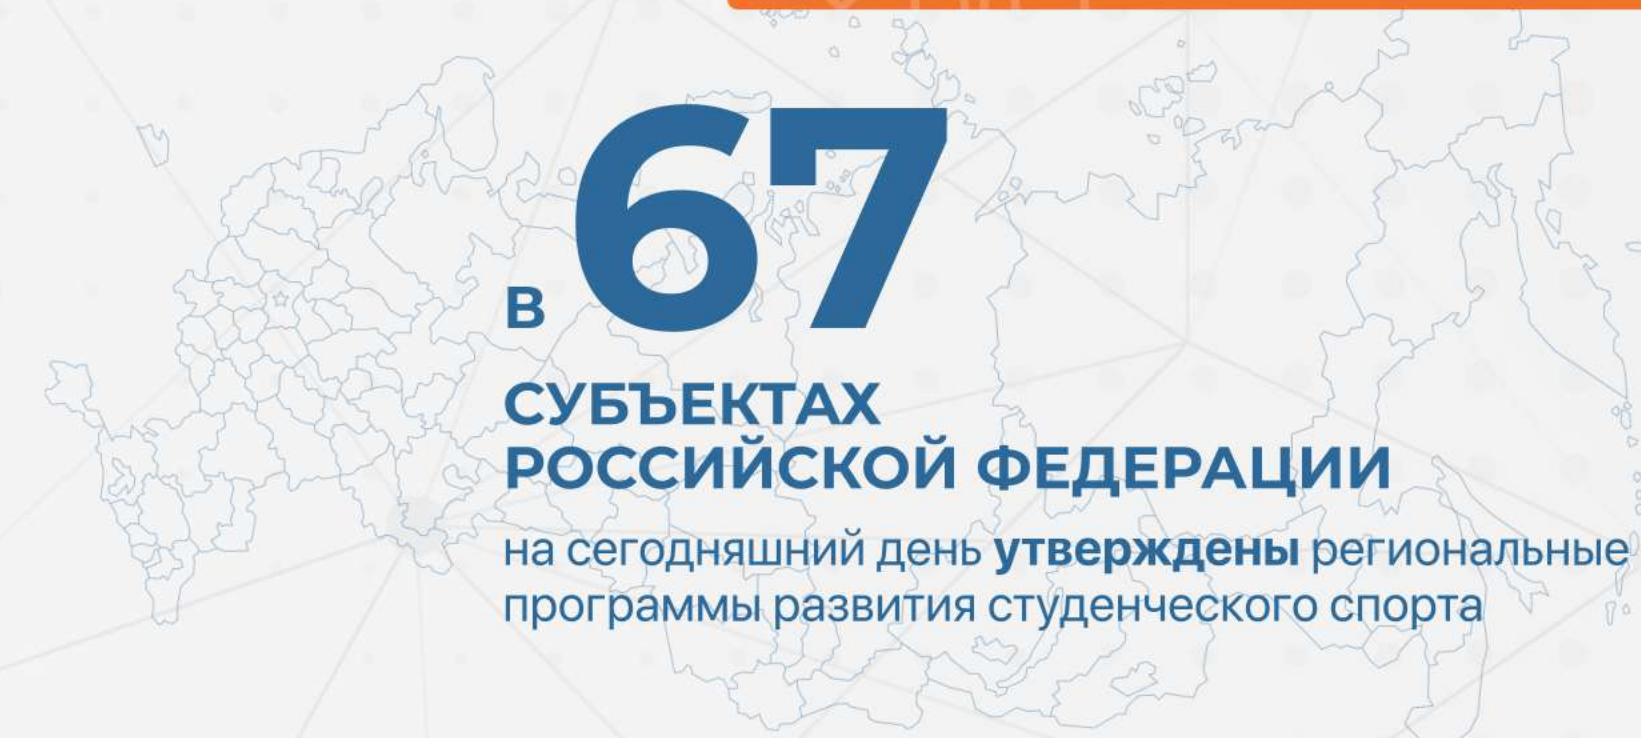 в 67
СУБЪЕКТАХ
РОССИЙСКОЙ ФЕДЕРАЦИИ
на сегодняшний день утверждены региональные
программы развития студенческого спорта